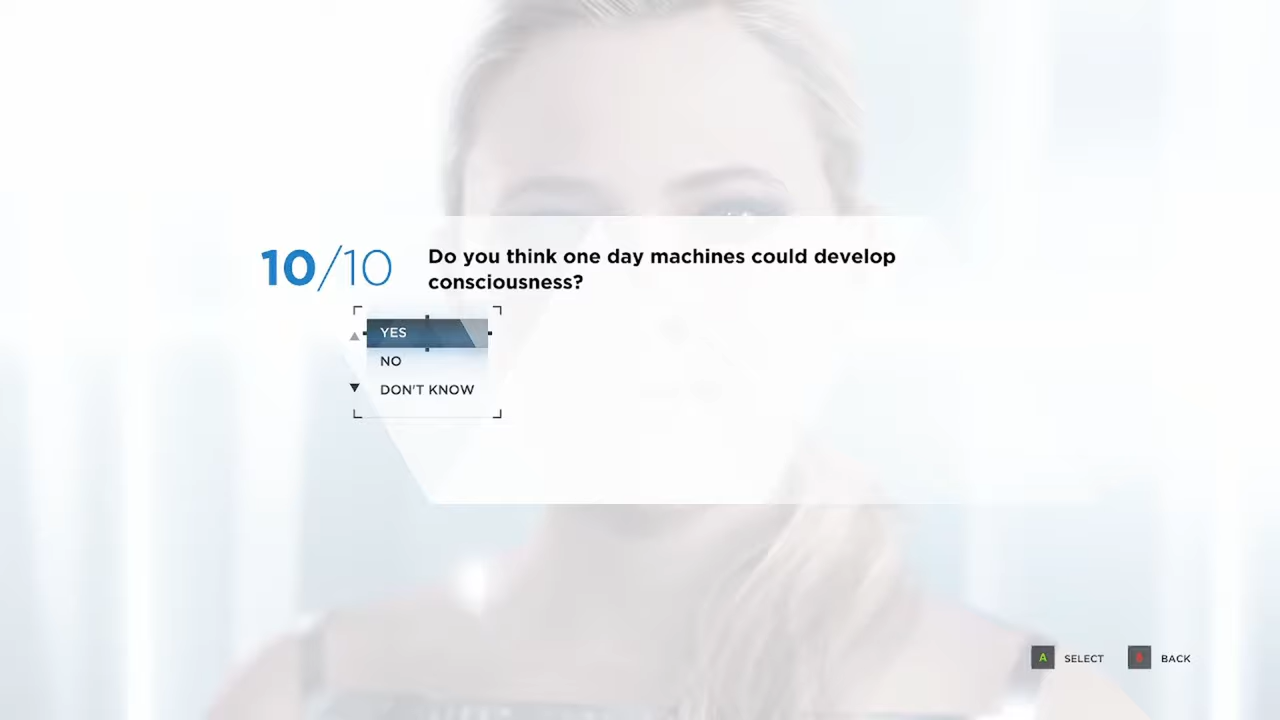 10/10
Do you think one day machines could develop
consciousness?
YES
NO
DON'T KNOW
A SELECT B BACK